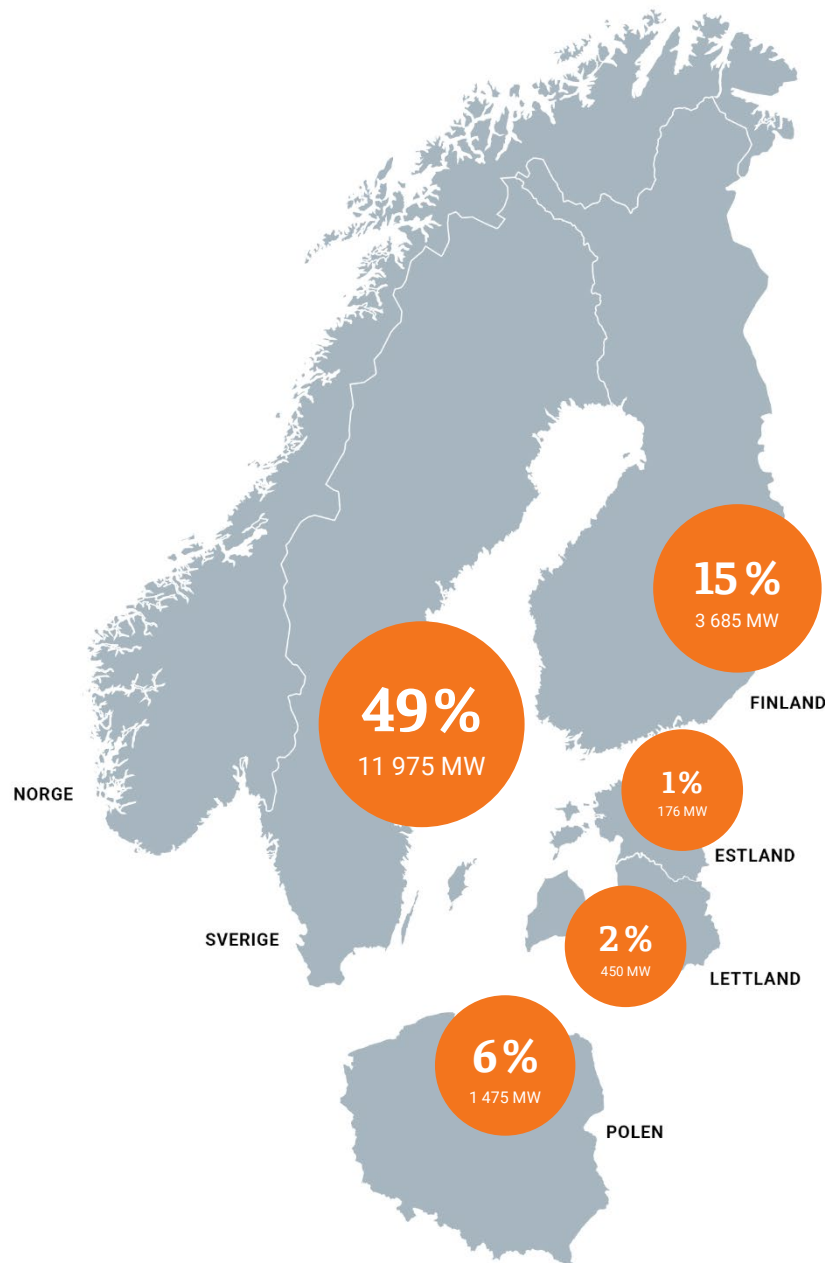 15 %
3 685 MW
FINLAND
49 %
11 975 MW
1 %
176 MW
NORGE
ESTLAND
SVERIGE
2 %
450 MW
LETTLAND
6 %
1 475 MW
POLEN